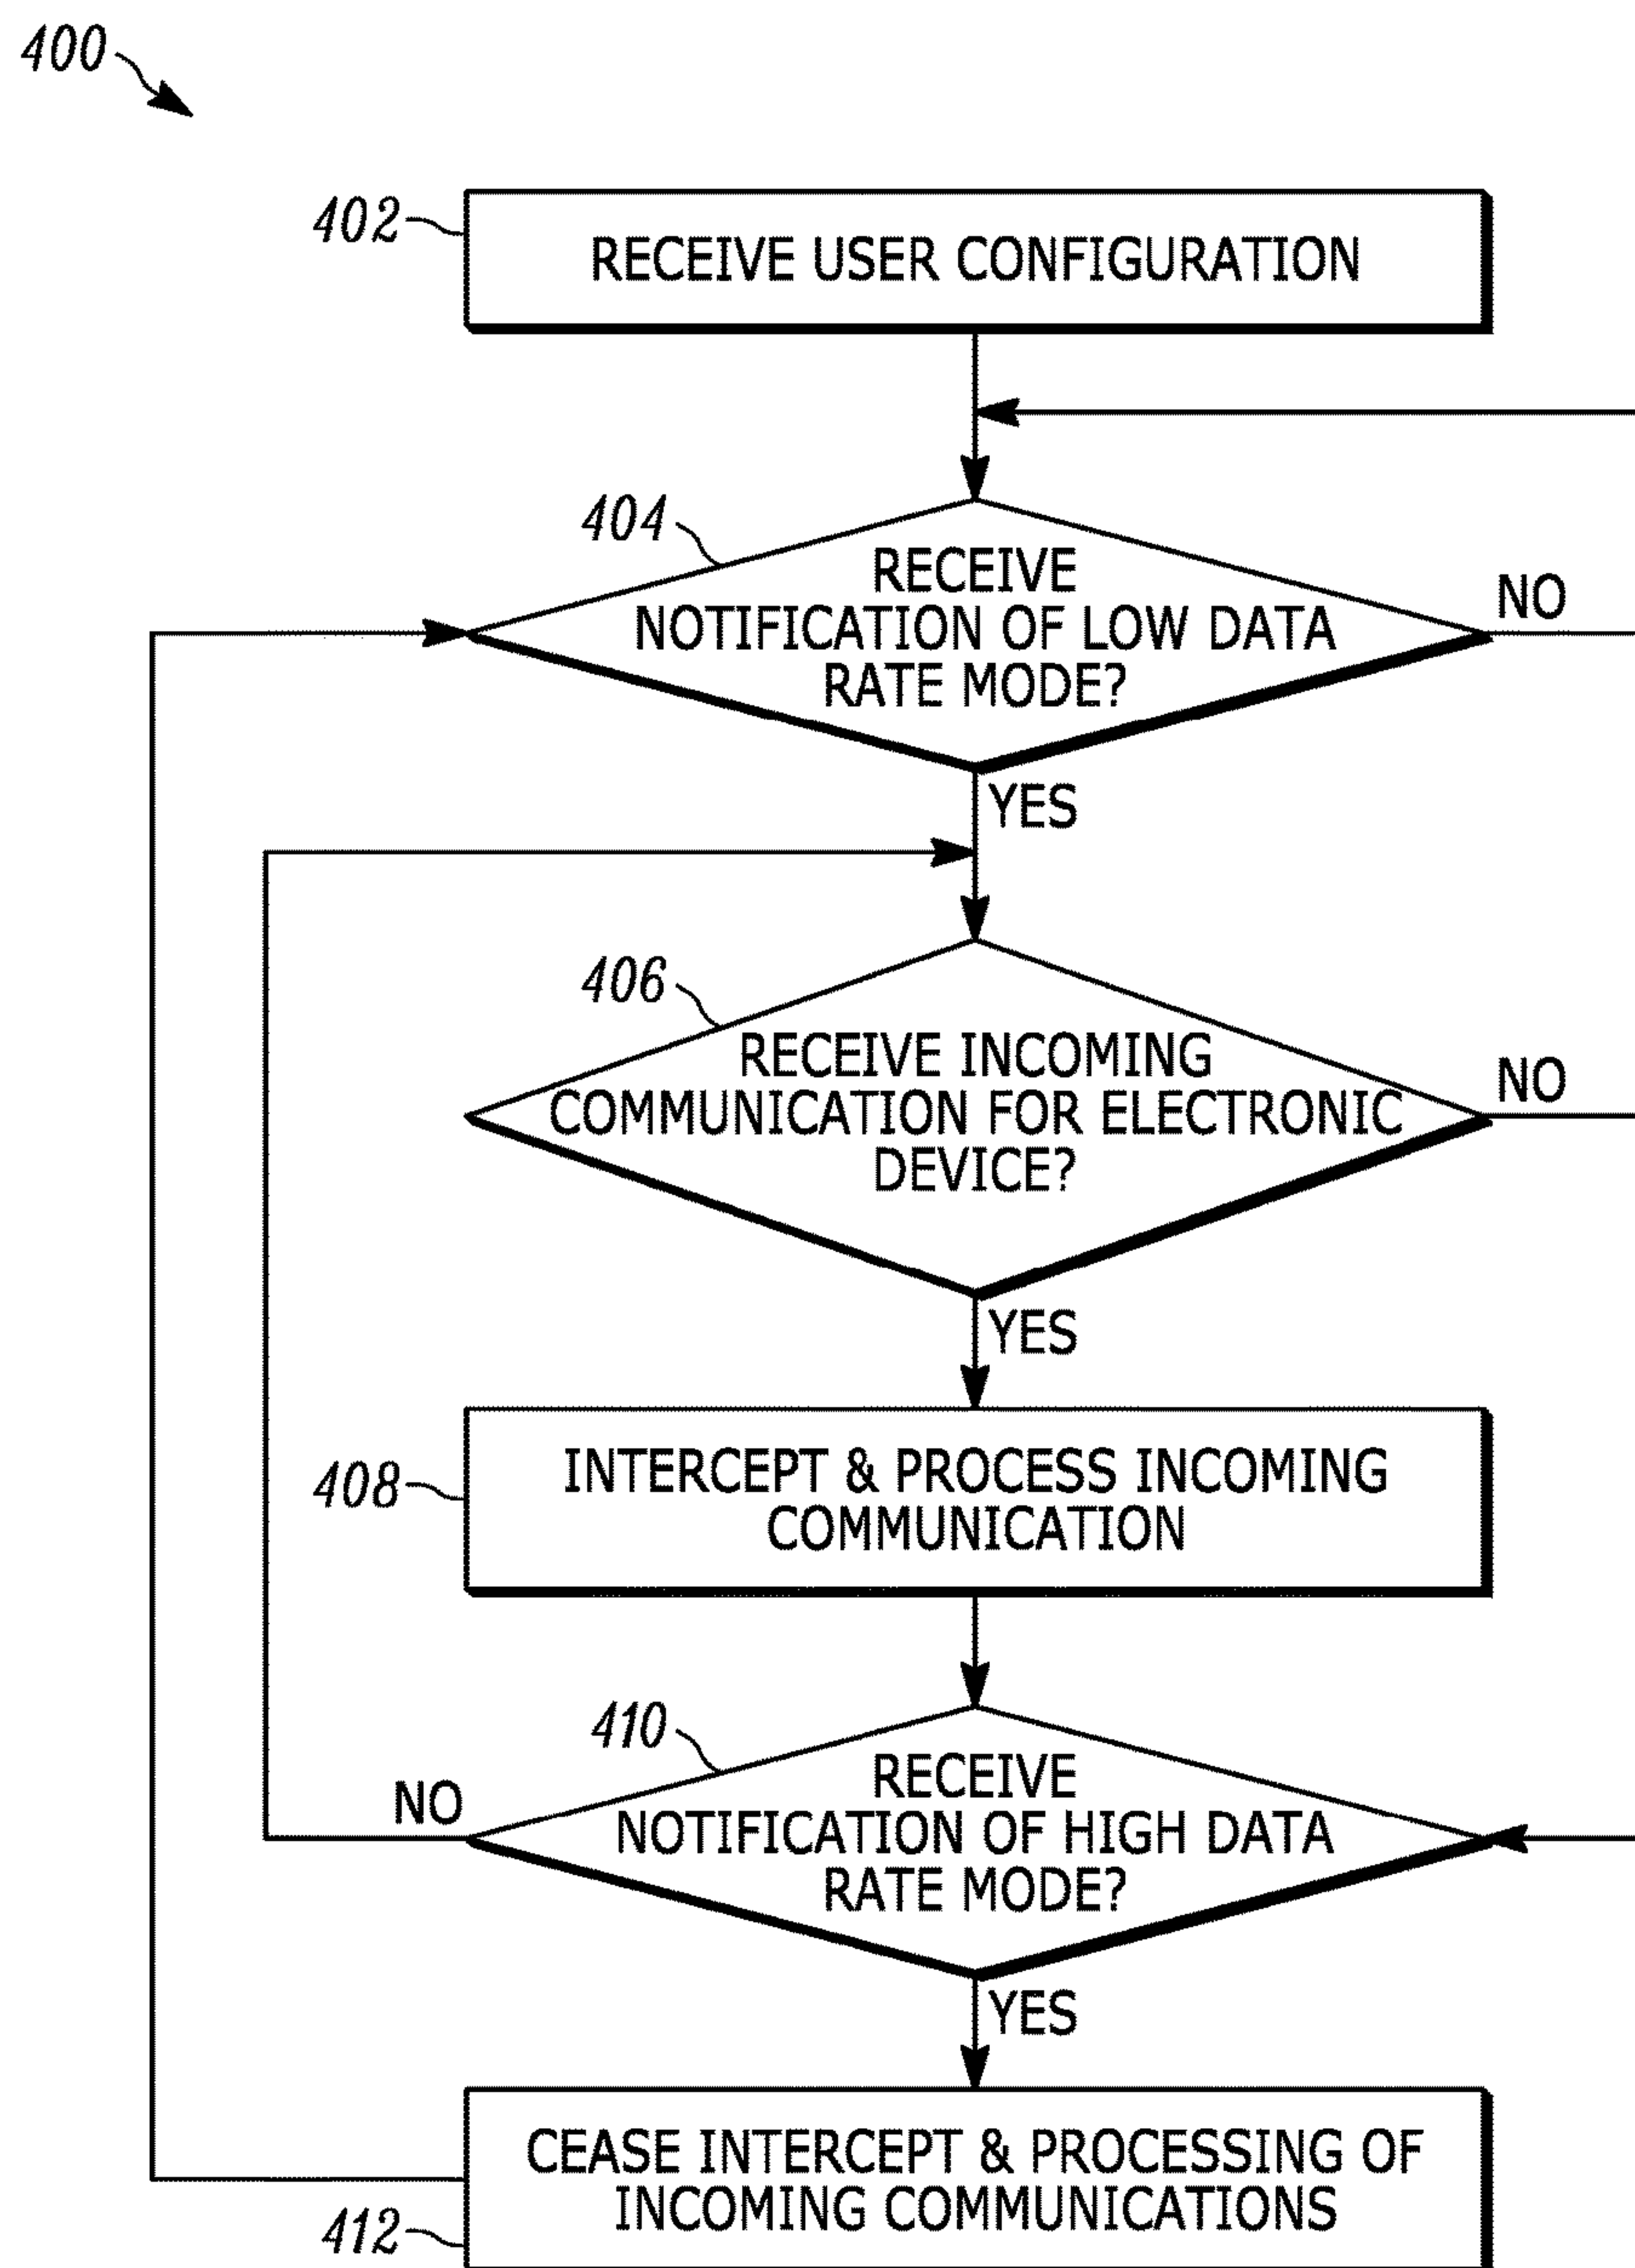 400
402
RECEIVE USER CONFIGURATION
404
RECEIVE
NOTIFICATION OF LOW DATA
RATE MODE?
NO
YES
406
RECEIVE INCOMING
COMMUNICATION FOR ELECTRONIC
DEVICE?
NO
YES
408
INTERCEPT & PROCESS INCOMING
COMMUNICATION
410
RECEIVE
NOTIFICATION OF HIGH DATA
RATE MODE?
NO
YES
CEASE INTERCEPT & PROCESSING OF
INCOMING COMMUNICATIONS
412